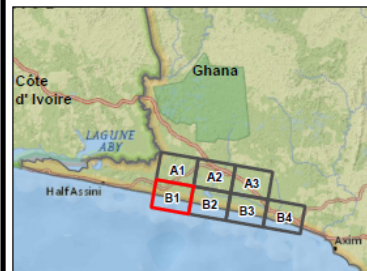 Ghana
Côte
d' Ivoire
LAGUNE
ABY
A1
A2
A3
Half Assini
B1
B2
B3
B4
Axim